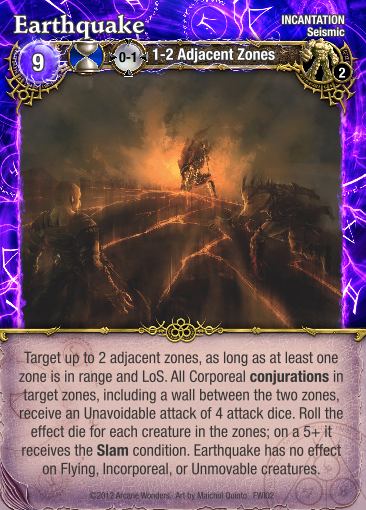 Earthquake
INCANTATION
Seismic
9
0-1
1-2 Adjacent Zones
2
Target up to 2 adjacent zones, as long as at least one
zone is in range and LoS. All Corporeal conjurations in
target zones, including a wall between the two zones,
receive an Unavoidable attack of 4 attack dice. Roll the
effect die for each creature in the zones; on a 5+ it
receives the Slam condition. Earthquake has no effect
on Flying, Incorporeal, or Unmovable creatures.
©2012 Arcane Wonders. Art by Maichol Quinto. FWI02